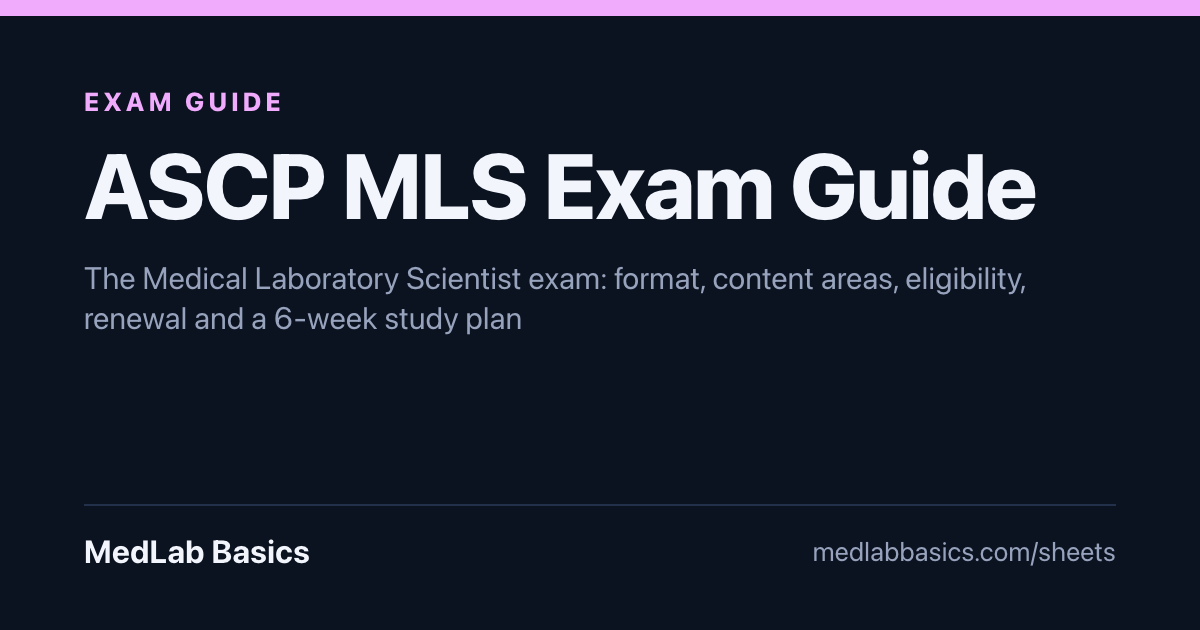 EXAM GUIDE
ASCP MLS Exam Guide
The Medical Laboratory Scientist exam: format, content areas, eligibility,
renewal and a 6-week study plan
MedLab Basics
medlabbasics.com/sheets